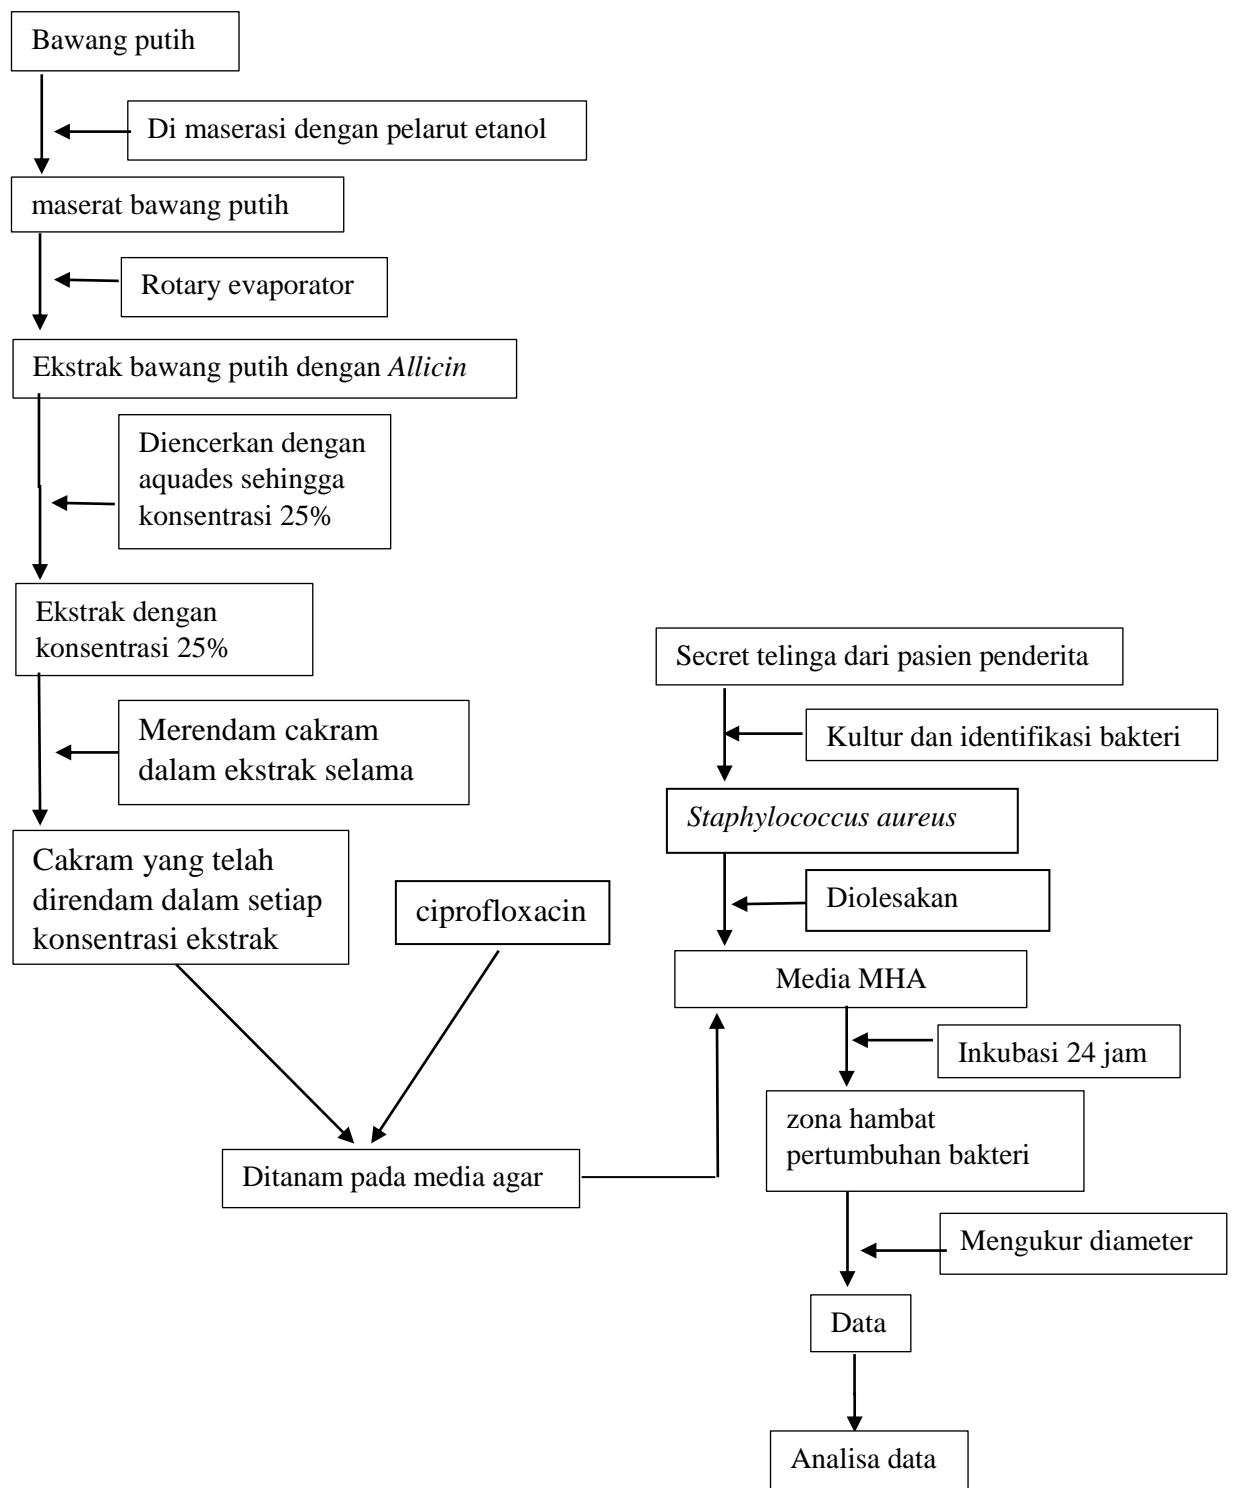 Bawang putih
Di maserasi dengan pelarut etanol
maserat bawang putih
Rotary evaporator
Ekstrak bawang putih dengan Allicin
Diencerkan dengan
aquades sehingga
konsentrasi 25%
Ekstrak dengan
konsentrasi 25%
Merendam cakram
dalam ekstrak selama
Cakram yang telah
direndam dalam setiap
konsentrasi ekstrak
ciprofloxacin
Ditanam pada media agar
Secret telinga dari pasien penderita
Kultur dan identifikasi bakteri
Staphylococcus aureus
Diolesakan
Media MHA
Inkubasi 24 jam
zona hambat
pertumbuhan bakteri
Mengukur diameter
Data
Analisa data